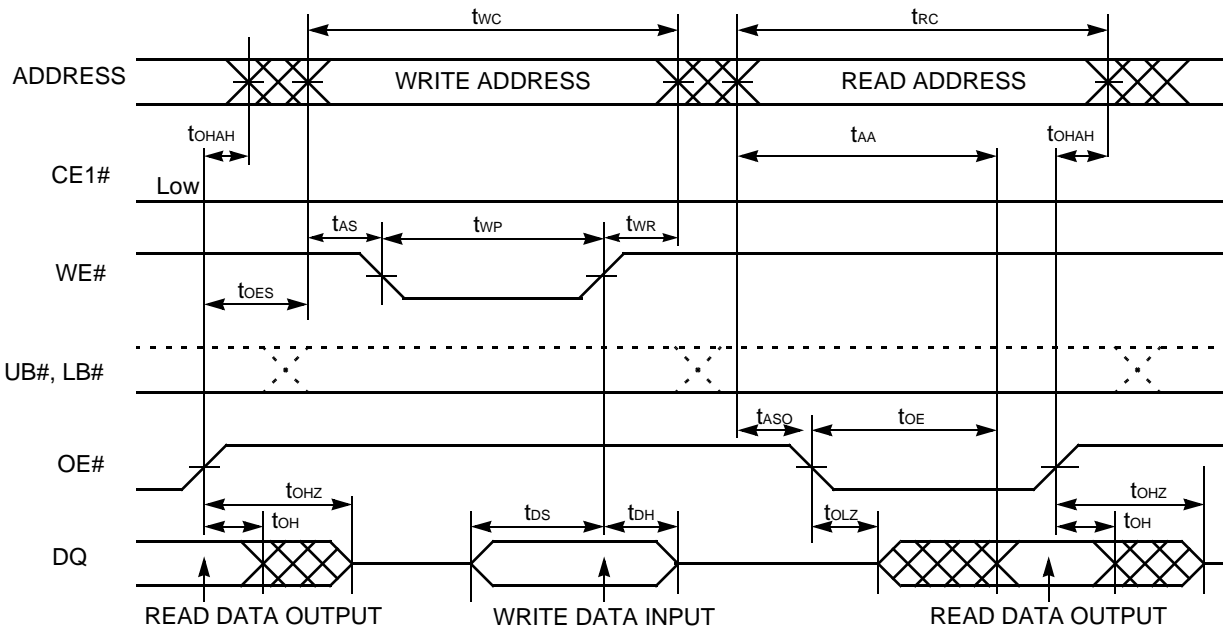 tWC tRC
ADDRESS WRITE ADDRESS READ ADDRESS
tOHAH tAA tOHAH
CE1# Low
tAS tWP tWR
WE#
tOES
UB#, LB#
tASO tOE
OE#
tOHZ tOHZ
tOH tDS tDH tOLZ tOH
DQ
READ DATA OUTPUT WRITE DATA INPUT READ DATA OUTPUT